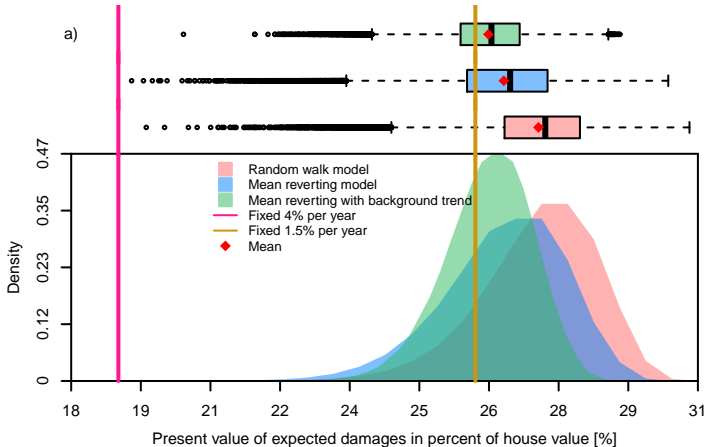 a)
0.47
0.35
0.23
0.12
0
Density
Random walk model
Mean reverting model
Mean reverting with background trend
Fixed 4% per year
Fixed 1.5% per year
Mean
18 19 21 22 24 25 26 28 29 31
Present value of expected damages in percent of house value [%]